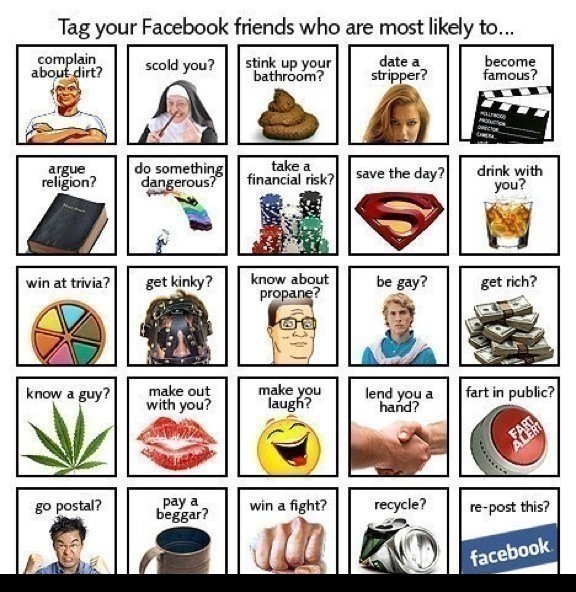 Tag your Facebook friends who are most likely to...
complain
about dirt?
scold you?
stink up your
bathroom?
date a
stripper?
become
famous?
HOLLYWOOD
PRODUCTION
DIRECTOR
CAMERA
argue
religion?
do something
dangerous?
take a
financial risk?
save the day?
S
drink with
you?
win at trivia?
get kinky?
know about
propane?
be gay?
get rich?
know a guy?
make out
with you?
make you
laugh?
lend you a
hand?
fart in public?
FART
ALERT
go postal?
pay a
beggar?
win a fight?
recycle?
re-post this?
facebook